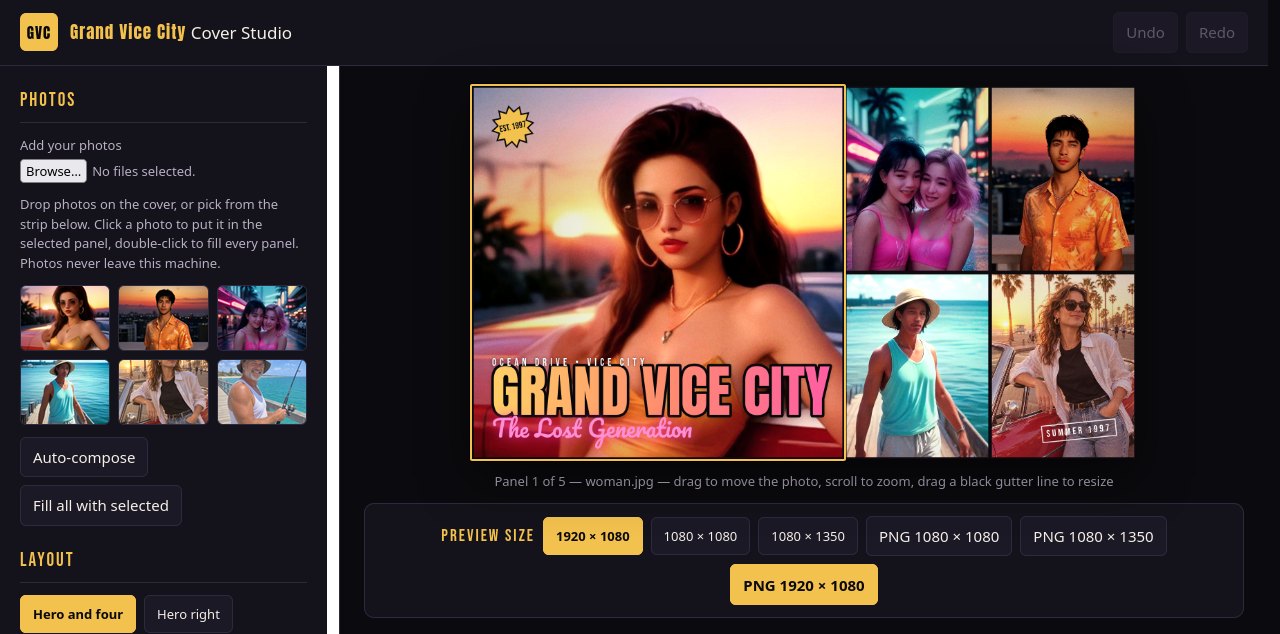 GVC Grand Vice City Cover Studio
Undo Redo
PHOTOS
Add your photos
Browse... No files selected.
Drop photos on the cover, or pick from the
strip below. Click a photo to put it in the
selected panel, double-click to fill every panel.
Photos never leave this machine.
Auto-compose
Fill all with selected
LAYOUT
Hero and four Hero right
EST. 1997
OCEAN DRIVE • VICE CITY
GRAND VICE CITY
The Lost Generation
SUMMER 1997
Panel 1 of 5 — woman.jpg — drag to move the photo, scroll to zoom, drag a black gutter line to resize
PREVIEW SIZE 1920 × 1080 1080 × 1080 1080 × 1350 PNG 1080 × 1080 PNG 1080 × 1350
PNG 1920 × 1080